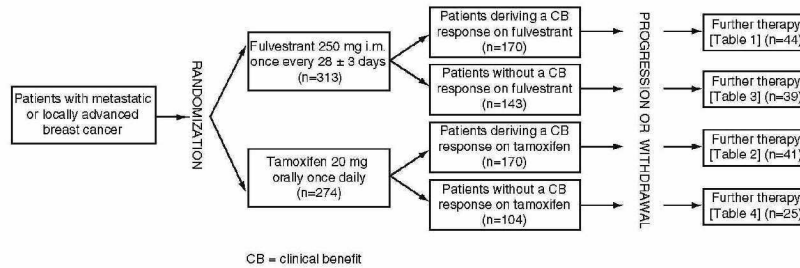 Patients with metastatic
or locally advanced
breast cancer
RANDOMIZATION
Fulvestrant 250 mg i.m.
once every 28 ± 3 days
(n=313)
Tamoxifen 20 mg
orally once daily
(n=274)
Patients deriving a CB
response on fulvestrant
(n=170)
Patients without a CB
response on fulvestrant
(n=143)
Patients deriving a CB
response on tamoxifen
(n=170)
Patients without a CB
response on tamoxifen
(n=104)
PROGRESSION OR WITHDRAWAL
Further therapy
[Table 1] (n=44)
Further therapy
[Table 3] (n=39)
Further therapy
[Table 2] (n=41)
Further therapy
[Table 4] (n=25)
CB = clinical benefit